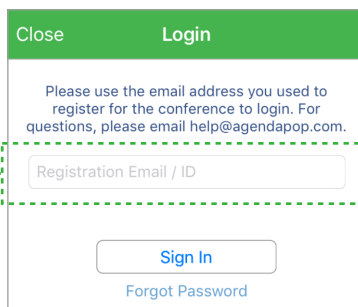 Close Login
Please use the email address you used to
register for the conference to login. For
questions, please email help@agendapop.com.
Registration Email / ID
Sign In
Forgot Password